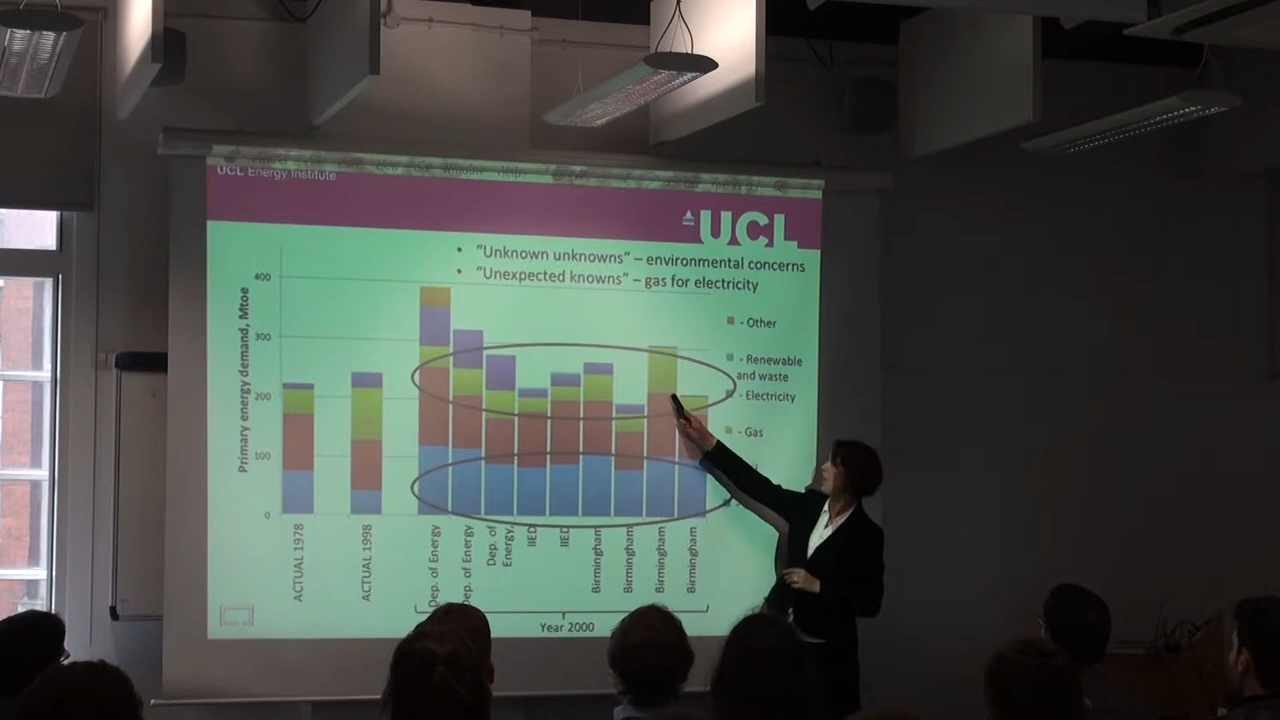 Window Help
UCL Energy Institute
UCL
• "Unknown unknowns" – environmental concerns
• "Unexpected knowns" – gas for electricity
Primary energy demand, Mtoe
400
300
200
100
0
- Other
- Renewable
and waste
- Electricity
- Gas
ACTUAL 1978
ACTUAL 1998
Dep. of Energy
Dep. of Energy
Dep. of
Energy
IIED
IIED
Birmingham
Birmingham
Birmingham
Birmingham
Year 2000